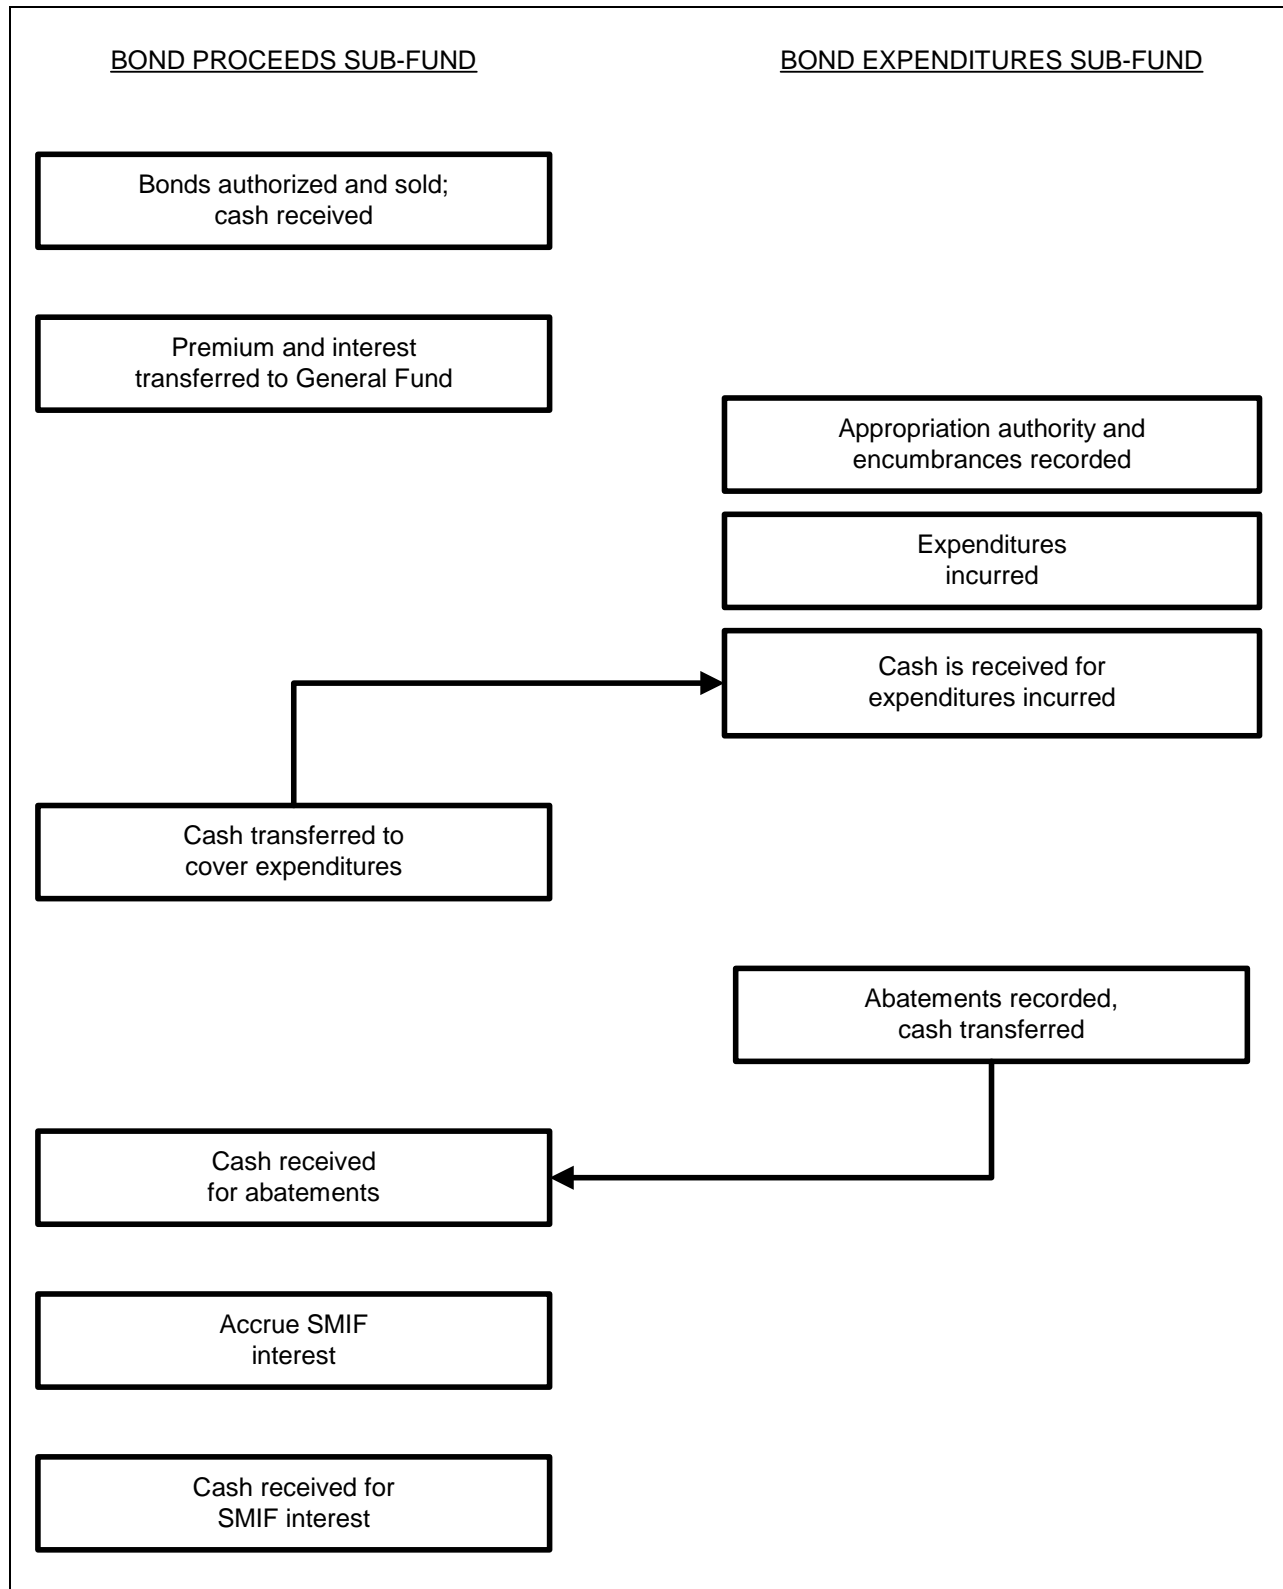 BOND PROCEEDS SUB-FUND
BOND EXPENDITURES SUB-FUND
Bonds authorized and sold;
cash received
Premium and interest
transferred to General Fund
Appropriation authority and
encumbrances recorded
Expenditures
incurred
Cash is received for
expenditures incurred
Cash transferred to
cover expenditures
Abatements recorded,
cash transferred
Cash received
for abatements
Accrue SMIF
interest
Cash received for
SMIF interest